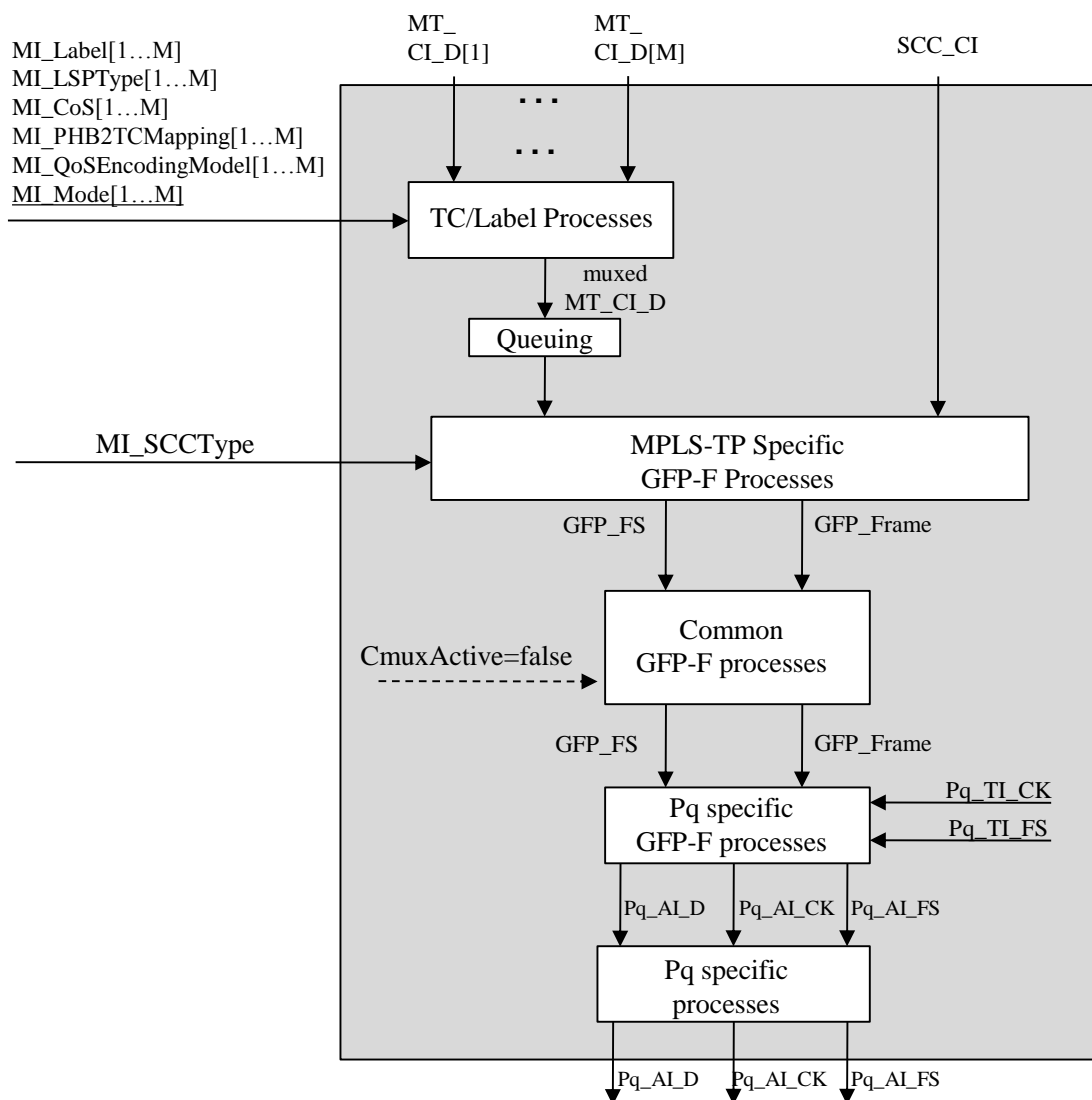 MT_
CI_D[1]
MT_
CI_D[M]
SCC_CI
MI_Label[1…M]
MI_LSPType[1…M]
MI_CoS[1…M]
MI_PHB2TCMapping[1…M]
MI_QoSEncodingModel[1…M]
MI_Mode[1…M]
...
...
TC/Label Processes
muxed
MT_CI_D
Queuing
MI_SCCType
MPLS-TP Specific
GFP-F Processes
GFP_FS
GFP_Frame
Common
GFP-F processes
CmuxActive=false
GFP_FS
GFP_Frame
Pq_TI_CK
Pq_TI_FS
Pq specific
GFP-F processes
Pq_AI_D
Pq_AI_CK
Pq_AI_FS
Pq specific
processes
Pq_AI_D
Pq_AI_CK
Pq_AI_FS